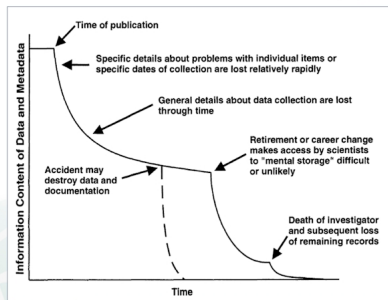 Time of publication
Specific details about problems with individual items or
specific dates of collection are lost relatively rapidly
General details about data collection are lost
through time
Retirement or career change
makes access by scientists
to "mental storage" difficult
or unlikely
Accident may
destroy data and
documentation
Death of investigator
and subsequent loss
of remaining records
Information Content of Data and Metadata
Time